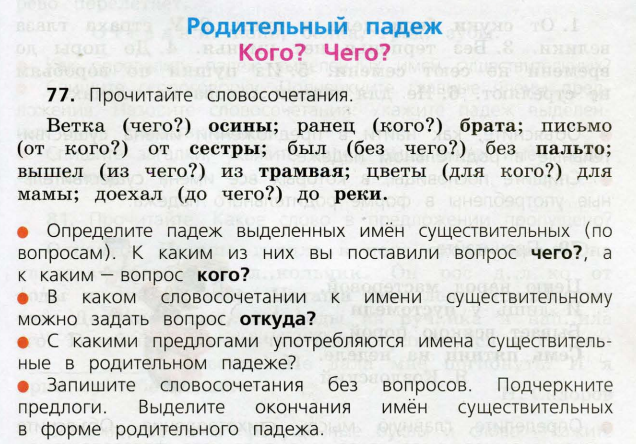 Родительный падеж
Кого? Чего?
77. Прочитайте словосочетания.
Ветка (чего?) осины; ранец (кого?) брата; письмо
(от кого?) от сестры; был (без чего?) без пальто;
вышел (из чего?) из трамвая; цветы (для кого?) для
мамы; доехал (до чего?) до реки.
● Определите падеж выделенных имён существительных (по
вопросам). К каким из них вы поставили вопрос чего?, а
к каким – вопрос кого?
● В каком словосочетании к имени существительному
можно задать вопрос откуда?
● С какими предлогами употребляются имена существитель-
ные в родительном падеже?
● Запишите словосочетания без вопросов. Подчеркните
предлоги. Выделите окончания имён существительных
в форме родительного падежа.